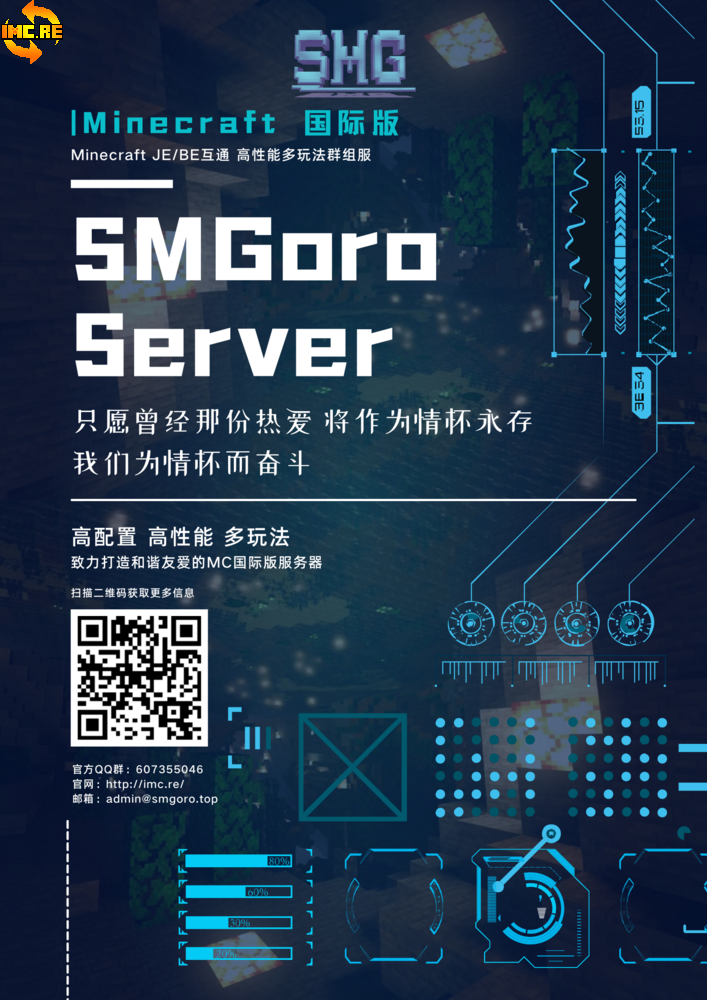 IMC.RE
SMG
|Minecraft 国际版
Minecraft JE/BE互通 高性能多玩法群组服
SMGoro
Server
只愿曾经那份热爱 将作为情怀永存
我们为情怀而奋斗
高配置 高性能 多玩法
致力打造和谐友爱的MC国际版服务器
扫描二维码获取更多信息
官方QQ群：607355046
官网：http://imc.re/
邮箱：admin@smgoro.top
53.15
3E 34
80%
60%
30%
20%